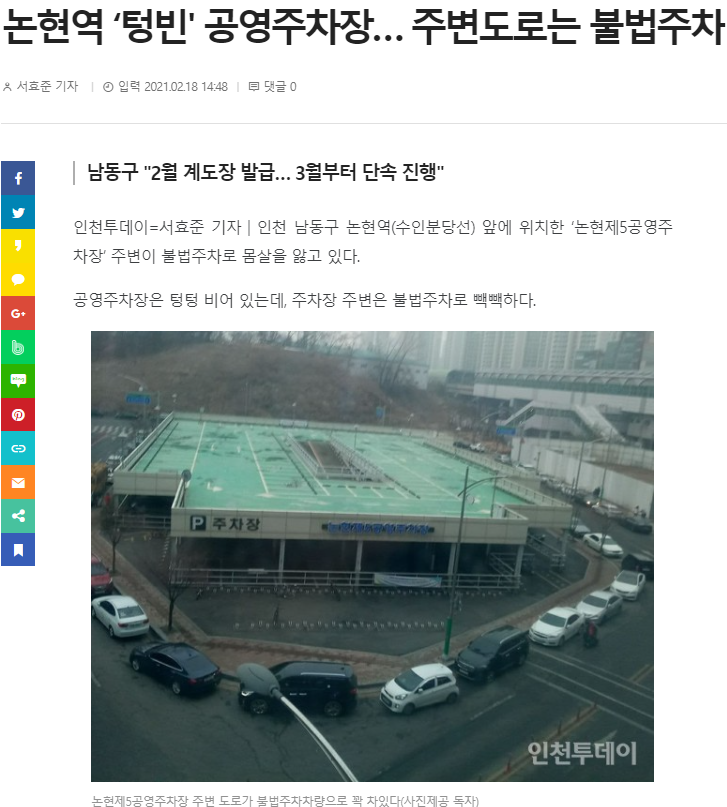 논현역 ‘텅빈' 공영주차장… 주변도로는 불법주차
서효준 기자 | 입력 2021.02.18 14:48 | 댓글 0
남동구 "2월 계도장 발급… 3월부터 단속 진행"
인천투데이=서효준 기자 | 인천 남동구 논현역(수인분당선) 앞에 위치한 ‘논현제5공영주
차장’ 주변이 불법주차로 몸살을 앓고 있다.
공영주차장은 텅텅 비어 있는데, 주차장 주변은 불법주차로 빽빽하다.
P 주차장
논현제5공영주차장
인천투데이
논현제5공영주차장 주변 도로가 불법주차차량으로 꽉 차있다(사진제공 독자)